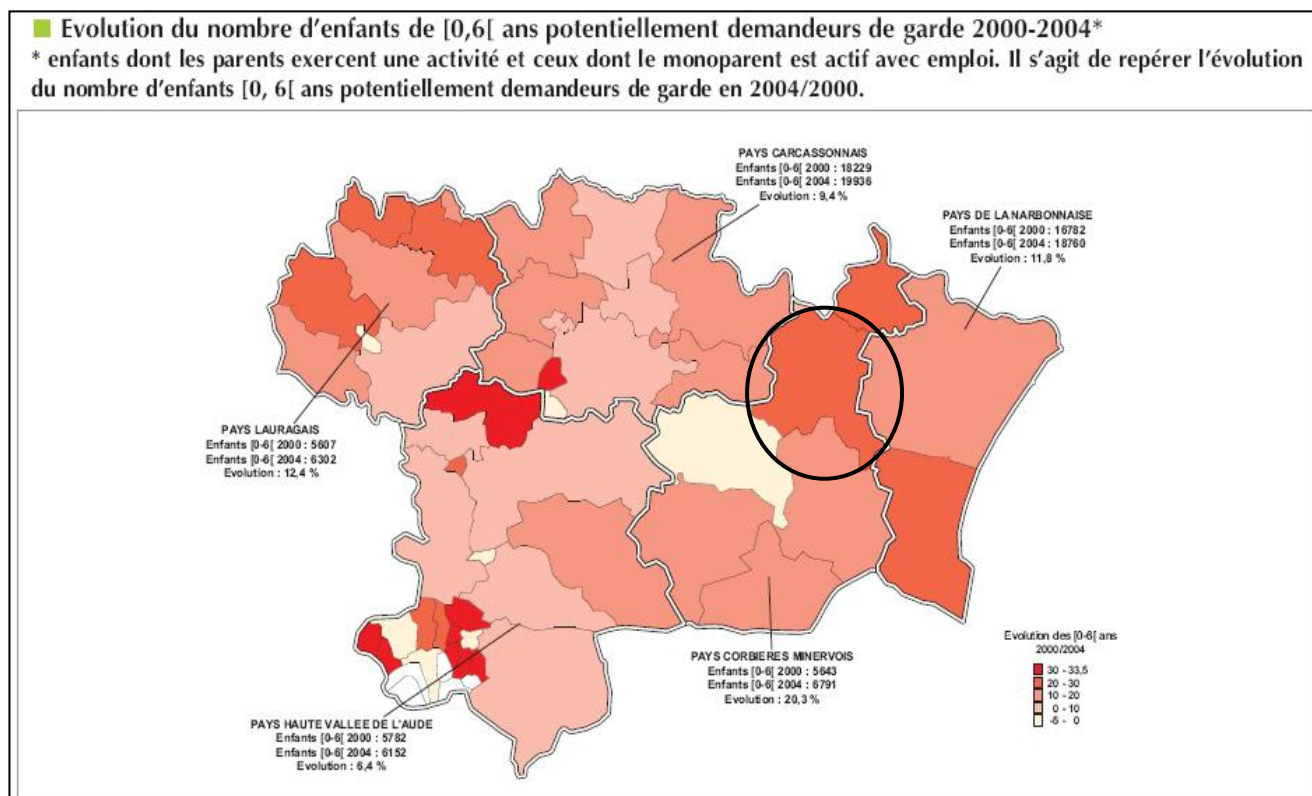 Evolution du nombre d’enfants de [0,6[ ans potentiellement demandeurs de garde 2000-2004*
* enfants dont les parents exercent une activité et ceux dont le monoparent est actif avec emploi. Il s’agit de repérer l’évolution
du nombre d’enfants [0, 6[ ans potentiellement demandeurs de garde en 2004/2000.
PAYS CARCASSONNAIS
Enfants [0-6[ 2000 : 18229
Enfants [0-6[ 2004 : 19936
Evolution : 9,4 %
PAYS DE LA NARBONNAISE
Enfants [0-6[ 2000 : 16782
Enfants [0-6[ 2004 : 18760
Evolution : 11,8 %
PAYS LAURAGAIS
Enfants [0-6[ 2000 : 5607
Enfants [0-6[ 2004 : 6302
Evolution : 12,4 %
PAYS CORBIERES MINERVOIS
Enfants [0-6[ 2000 : 5643
Enfants [0-6[ 2004 : 6791
Evolution : 20,3 %
PAYS HAUTE VALLEE DE L'AUDE
Enfants [0-6[ 2000 : 5782
Enfants [0-6[ 2004 : 6152
Evolution : 6,4 %
Evolution des [0-6[ ans
2000/2004
30 - 33,5
20 - 30
10 - 20
0 - 10
-5 - 0